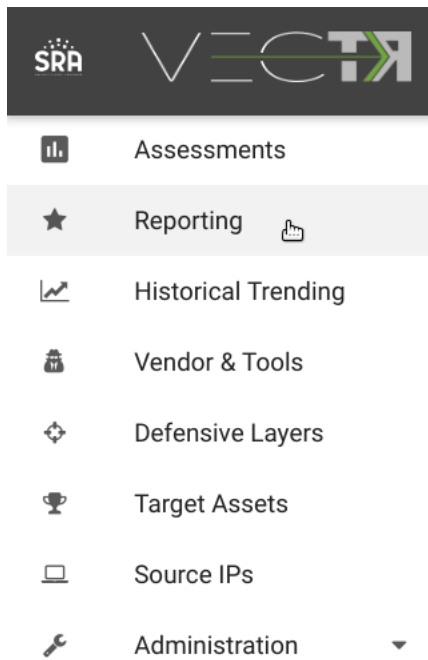 SRA
VECTR
Assessments
Reporting
Historical Trending
Vendor & Tools
Defensive Layers
Target Assets
Source IPs
Administration